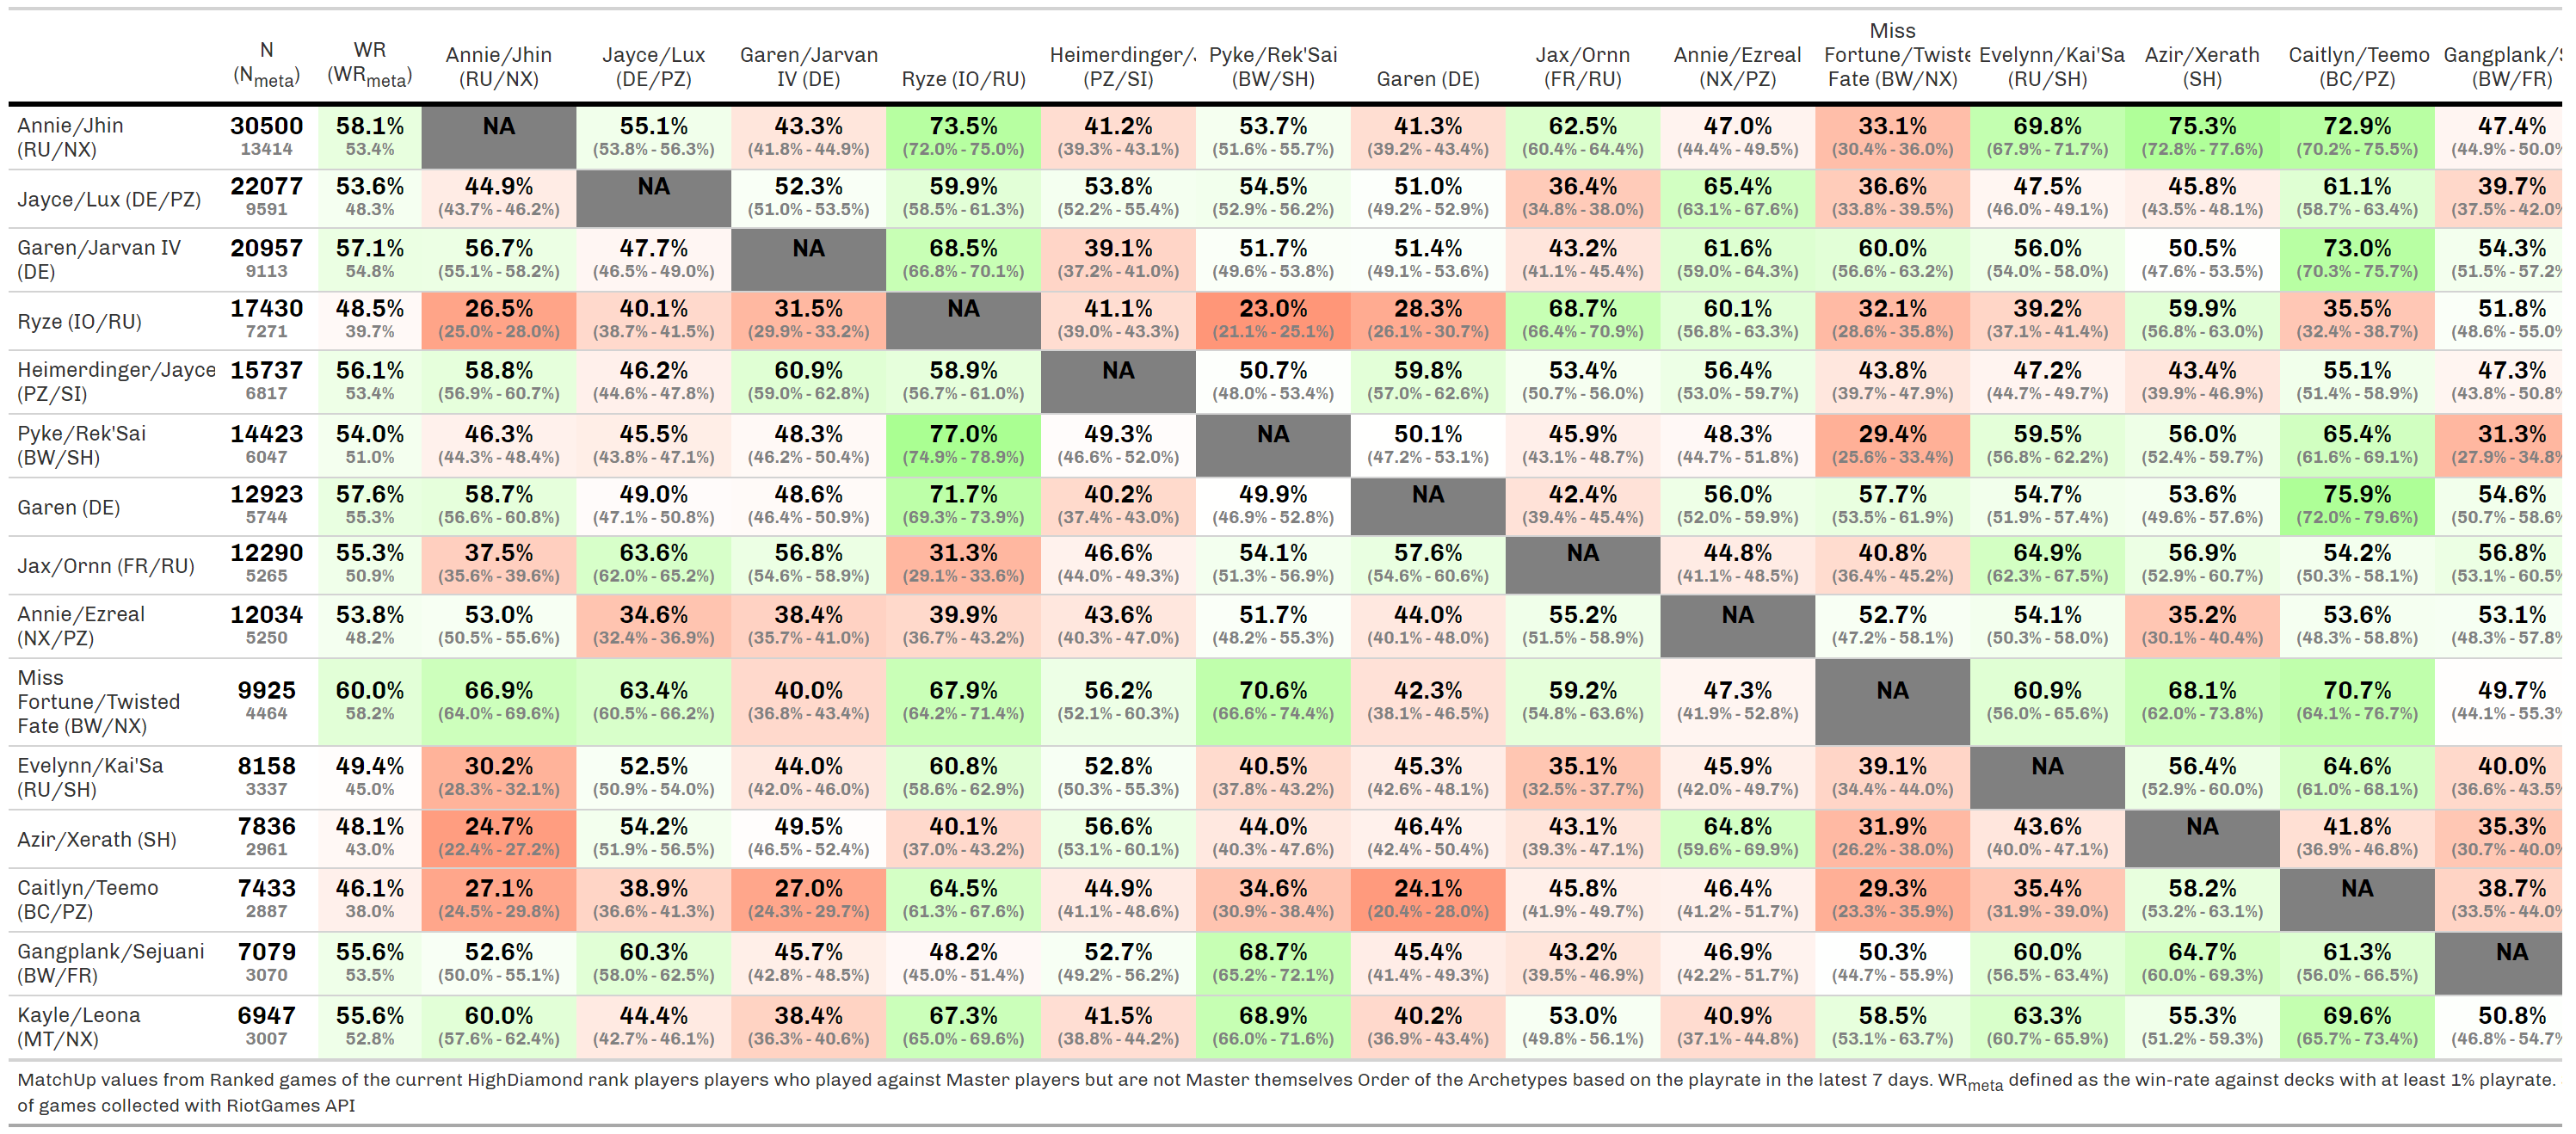 N (N_meta) WR (WR_meta) Annie/Jhin (RU/NX) Jayce/Lux (DE/PZ) Garen/Jarvan IV (DE) Ryze (IO/RU) Heimerdinger/J (PZ/SI) Pyke/Rek'Sai (BW/SH) Garen (DE) Jax/Ornn (FR/RU) Annie/Ezreal (NX/PZ) Miss Fortune/Twiste Fate (BW/NX) Evelynn/Kai'Sa (RU/SH) Azir/Xerath (SH) Caitlyn/Teemo (BC/PZ) Gangplank/S (BW/FR)
Annie/Jhin 30500 58.1% NA 55.1% 43.3% 73.5% 41.2% 53.7% 41.3% 62.5% 47.0% 33.1% 69.8% 75.3% 72.9% 47.4%
(RU/NX) 13414 53.4% (53.8% - 56.3%) (41.8% - 44.9%) (72.0% - 75.0%) (39.3% - 43.1%) (51.6% - 55.7%) (39.2% - 43.4%) (60.4% - 64.4%) (44.4% - 49.5%) (30.4% - 36.0%) (67.9% - 71.7%) (72.8% - 77.6%) (70.2% - 75.5%) (44.9% - 50.0%
Jayce/Lux (DE/PZ) 22077 53.6% 44.9% NA 52.3% 59.9% 53.8% 54.5% 51.0% 36.4% 65.4% 36.6% 47.5% 45.8% 61.1% 39.7%
9591 48.3% (43.7% - 46.2%) (51.0% - 53.5%) (58.5% - 61.3%) (52.2% - 55.4%) (52.9% - 56.2%) (49.2% - 52.9%) (34.8% - 38.0%) (63.1% - 67.6%) (33.8% - 39.5%) (46.0% - 49.1%) (43.5% - 48.1%) (58.7% - 63.4%) (37.5% - 42.0%
Garen/Jarvan IV 20957 57.1% 56.7% 47.7% NA 68.5% 39.1% 51.7% 51.4% 43.2% 61.6% 60.0% 56.0% 50.5% 73.0% 54.3%
(DE) 9113 54.8% (55.1% - 58.2%) (46.5% - 49.0%) (66.8% - 70.1%) (37.2% - 41.0%) (49.6% - 53.8%) (49.1% - 53.6%) (41.1% - 45.4%) (59.0% - 64.3%) (56.6% - 63.2%) (54.0% - 58.0%) (47.6% - 53.5%) (70.3% - 75.7%) (51.5% - 57.2%
Ryze (IO/RU) 17430 48.5% 26.5% 40.1% 31.5% NA 41.1% 23.0% 28.3% 68.7% 60.1% 32.1% 39.2% 59.9% 35.5% 51.8%
7271 39.7% (25.0% - 28.0%) (38.7% - 41.5%) (29.9% - 33.2%) (39.0% - 43.3%) (21.1% - 25.1%) (26.1% - 30.7%) (66.4% - 70.9%) (56.8% - 63.3%) (28.6% - 35.8%) (37.1% - 41.4%) (56.8% - 63.0%) (32.4% - 38.7%) (48.6% - 55.0%
Heimerdinger/Jayce 15737 56.1% 58.8% 46.2% 60.9% 58.9% NA 50.7% 59.8% 53.4% 56.4% 43.8% 47.2% 43.4% 55.1% 47.3%
(PZ/SI) 6817 53.4% (56.9% - 60.7%) (44.6% - 47.8%) (59.0% - 62.8%) (56.7% - 61.0%) (48.0% - 53.4%) (57.0% - 62.6%) (50.7% - 56.0%) (53.0% - 59.7%) (39.7% - 47.9%) (44.7% - 49.7%) (39.9% - 46.9%) (51.4% - 58.9%) (43.8% - 50.8%
Pyke/Rek'Sai 14423 54.0% 46.3% 45.5% 48.3% 77.0% 49.3% NA 50.1% 45.9% 48.3% 29.4% 59.5% 56.0% 65.4% 31.3%
(BW/SH) 6047 51.0% (44.3% - 48.4%) (43.8% - 47.1%) (46.2% - 50.4%) (74.9% - 78.9%) (46.6% - 52.0%) (47.2% - 53.1%) (43.1% - 48.7%) (44.7% - 51.8%) (25.6% - 33.4%) (56.8% - 62.2%) (52.4% - 59.7%) (61.6% - 69.1%) (27.9% - 34.8%
Garen (DE) 12923 57.6% 58.7% 49.0% 48.6% 71.7% 40.2% 49.9% NA 42.4% 56.0% 57.7% 54.7% 53.6% 75.9% 54.6%
5744 55.3% (56.6% - 60.8%) (47.1% - 50.8%) (46.4% - 50.9%) (69.3% - 73.9%) (37.4% - 43.0%) (46.9% - 52.8%) (39.4% - 45.4%) (52.0% - 59.9%) (53.5% - 61.9%) (51.9% - 57.4%) (49.6% - 57.6%) (72.0% - 79.6%) (50.7% - 58.6%
Jax/Ornn (FR/RU) 12290 55.3% 37.5% 63.6% 56.8% 31.3% 46.6% 54.1% 57.6% NA 44.8% 40.8% 64.9% 56.9% 54.2% 56.8%
5265 50.9% (35.6% - 39.6%) (62.0% - 65.2%) (54.6% - 58.9%) (29.1% - 33.6%) (44.0% - 49.3%) (51.3% - 56.9%) (54.6% - 60.6%) (41.1% - 48.5%) (36.4% - 45.2%) (62.3% - 67.5%) (52.9% - 60.7%) (50.3% - 58.1%) (53.1% - 60.5%
Annie/Ezreal 12034 53.8% 53.0% 34.6% 38.4% 39.9% 43.6% 51.7% 44.0% 55.2% NA 52.7% 54.1% 35.2% 53.6% 53.1%
(NX/PZ) 5250 48.2% (50.5% - 55.6%) (32.4% - 36.9%) (35.7% - 41.0%) (36.7% - 43.2%) (40.3% - 47.0%) (48.2% - 55.3%) (40.1% - 48.0%) (51.5% - 58.9%) (47.2% - 58.1%) (50.3% - 58.0%) (30.1% - 40.4%) (48.3% - 58.8%) (48.3% - 57.8%
Miss
Fortune/Twisted 9925 60.0% 66.9% 63.4% 40.0% 67.9% 56.2% 70.6% 42.3% 59.2% 47.3% NA 60.9% 68.1% 70.7% 49.7%
Fate (BW/NX) 4464 58.2% (64.0% - 69.6%) (60.5% - 66.2%) (36.8% - 43.4%) (64.2% - 71.4%) (52.1% - 60.3%) (66.6% - 74.4%) (38.1% - 46.5%) (54.8% - 63.6%) (41.9% - 52.8%) (56.0% - 65.6%) (62.0% - 73.8%) (64.1% - 76.7%) (44.1% - 55.3%
Evelynn/Kai'Sa 8158 49.4% 30.2% 52.5% 44.0% 60.8% 52.8% 40.5% 45.3% 35.1% 45.9% 39.1% NA 56.4% 64.6% 40.0%
(RU/SH) 3337 45.0% (28.3% - 32.1%) (50.9% - 54.0%) (42.0% - 46.0%) (58.6% - 62.9%) (50.3% - 55.3%) (37.8% - 43.2%) (42.6% - 48.1%) (32.5% - 37.7%) (42.0% - 49.7%) (34.4% - 44.0%) (52.9% - 60.0%) (61.0% - 68.1%) (36.6% - 43.5%
Azir/Xerath (SH) 7836 48.1% 24.7% 54.2% 49.5% 40.1% 56.6% 44.0% 46.4% 43.1% 64.8% 31.9% 43.6% NA 41.8% 35.3%
2961 43.0% (22.4% - 27.2%) (51.9% - 56.5%) (46.5% - 52.4%) (37.0% - 43.2%) (53.1% - 60.1%) (40.3% - 47.6%) (42.4% - 50.4%) (39.3% - 47.1%) (59.6% - 69.9%) (26.2% - 38.0%) (40.0% - 47.1%) (36.9% - 46.8%) (30.7% - 40.0%
Caitlyn/Teemo 7433 46.1% 27.1% 38.9% 27.0% 64.5% 44.9% 34.6% 24.1% 45.8% 46.4% 29.3% 35.4% 58.2% NA 38.7%
(BC/PZ) 2887 38.0% (24.5% - 29.8%) (36.6% - 41.3%) (24.3% - 29.7%) (61.3% - 67.6%) (41.1% - 48.6%) (30.9% - 38.4%) (20.4% - 28.0%) (41.9% - 49.7%) (41.2% - 51.7%) (23.3% - 35.9%) (31.9% - 39.0%) (53.2% - 63.1%) (33.5% - 44.0%
Gangplank/Sejuani 7079 55.6% 52.6% 60.3% 45.7% 48.2% 52.7% 68.7% 45.4% 43.2% 46.9% 50.3% 60.0% 64.7% 61.3% NA
(BW/FR) 3070 53.5% (50.0% - 55.1%) (58.0% - 62.5%) (42.8% - 48.5%) (45.0% - 51.4%) (49.2% - 56.2%) (65.2% - 72.1%) (41.4% - 49.3%) (39.5% - 46.9%) (42.2% - 51.7%) (44.7% - 55.9%) (56.5% - 63.4%) (60.0% - 69.3%) (56.0% - 66.5%)
Kayle/Leona 6947 55.6% 60.0% 44.4% 38.4% 67.3% 41.5% 68.9% 40.2% 53.0% 40.9% 58.5% 63.3% 55.3% 69.6% 50.8%
(MT/NX) 3007 52.8% (57.6% - 62.4%) (42.7% - 46.1%) (36.3% - 40.6%) (65.0% - 69.6%) (38.8% - 44.2%) (66.0% - 71.6%) (36.9% - 43.4%) (49.8% - 56.1%) (37.1% - 44.8%) (53.1% - 63.7%) (60.7% - 65.9%) (51.2% - 59.3%) (65.7% - 73.4%) (46.8% - 54.7%
MatchUp values from Ranked games of the current HighDiamond rank players players who played against Master players but are not Master themselves Order of the Archetypes based on the playrate in the latest 7 days. WR_meta defined as the win-rate against decks with at least 1% playrate.
of games collected with RiotGames API